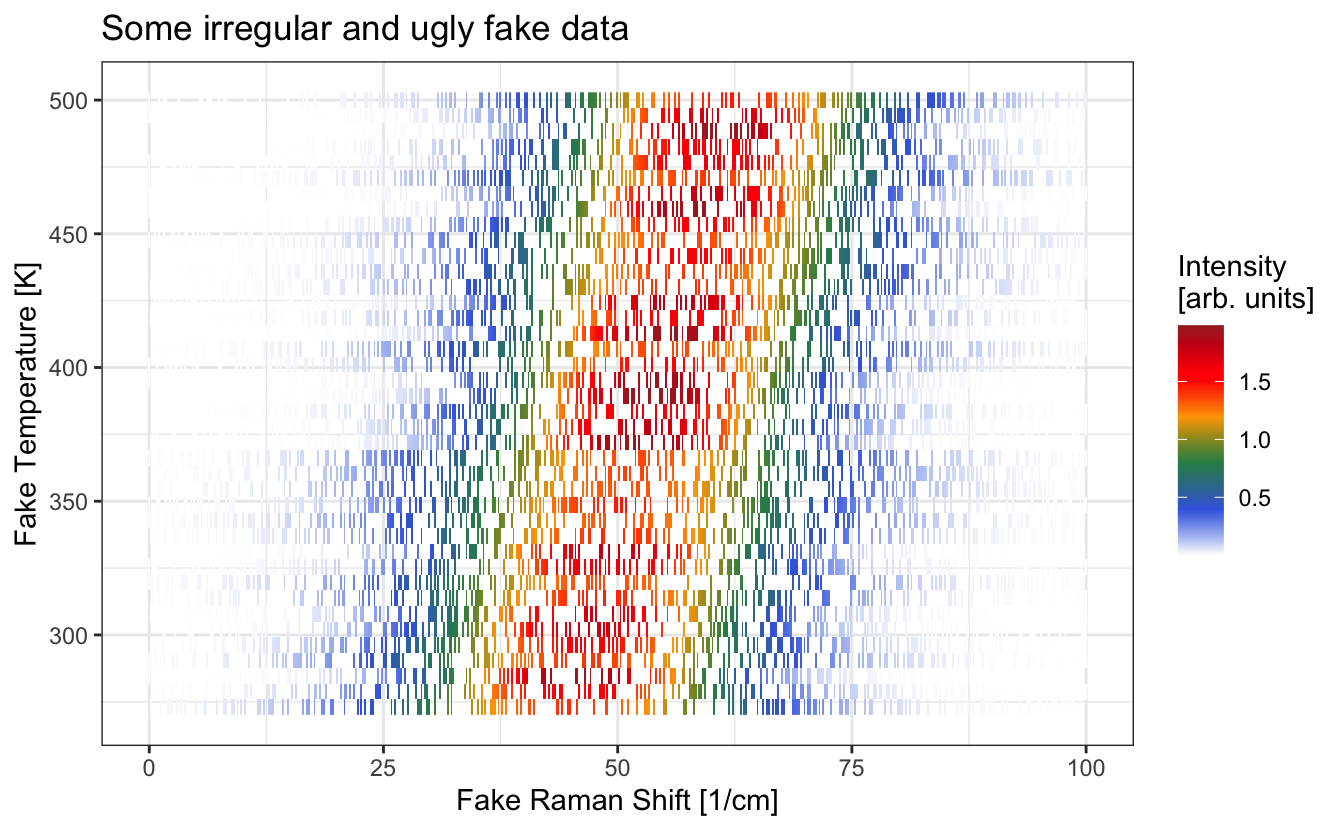 Some irregular and ugly fake data
500
450
400
350
300
Fake Temperature [K]
0 25 50 75 100
Fake Raman Shift [1/cm]
Intensity
[arb. units]
1.5
1.0
0.5